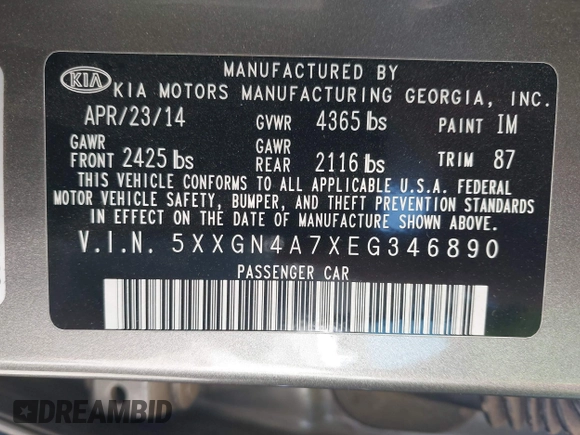 KIA
MANUFACTURED BY
KIA MOTORS MANUFACTURING GEORGIA, INC.
APR/23/14 GVWR 4365 lbs PAINT IM
GAWR FRONT 2425 lbs GAWR REAR 2116 lbs TRIM 87
THIS VEHICLE CONFORMS TO ALL APPLICABLE U.S.A. FEDERAL
MOTOR VEHICLE SAFETY, BUMPER, AND THEFT PREVENTION STANDARDS
IN EFFECT ON THE DATE OF MANUFACTURE SHOWN ABOVE.
V.I.N. 5XXGN4A7XEG346890
PASSENGER CAR
DREAMBID